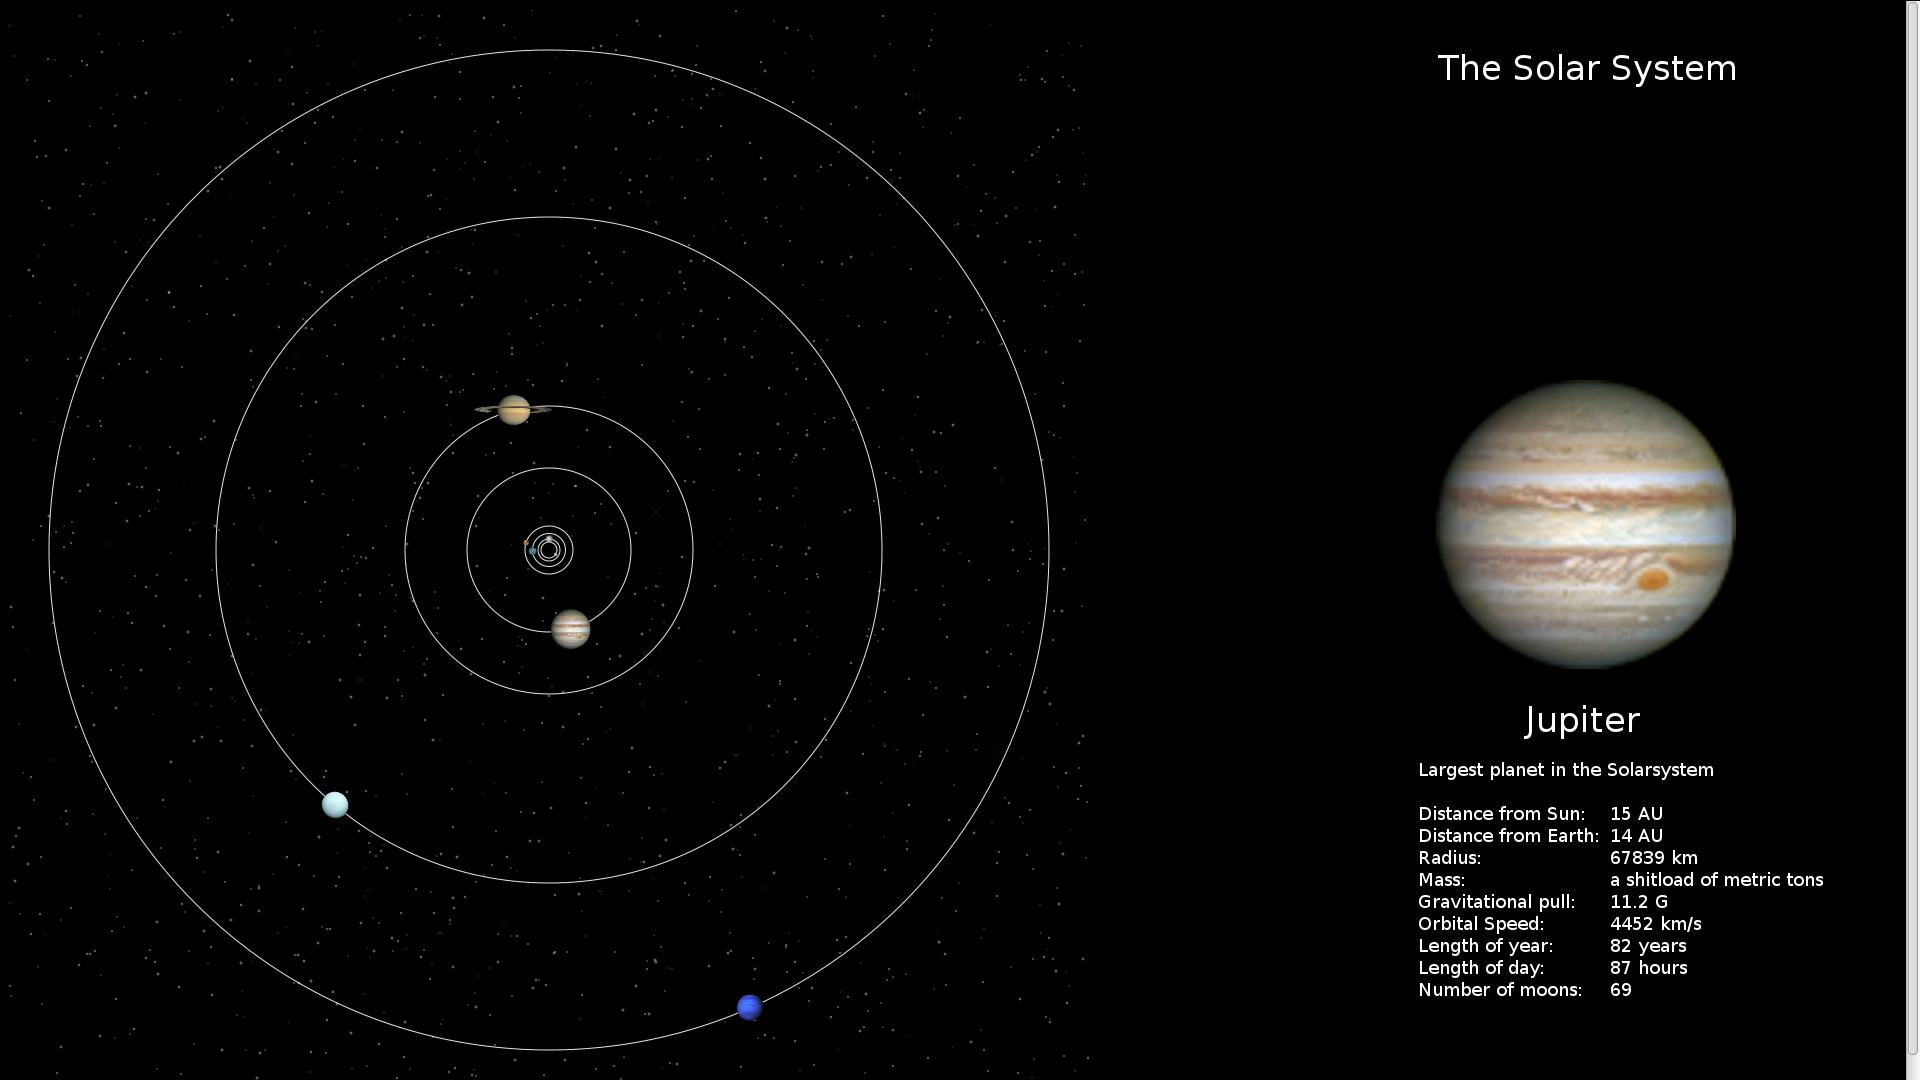 The Solar System
Jupiter
Largest planet in the Solarsystem
Distance from Sun: 15 AU
Distance from Earth: 14 AU
Radius: 67839 km
Mass: a shitload of metric tons
Gravitational pull: 11.2 G
Orbital Speed: 4452 km/s
Length of year: 82 years
Length of day: 87 hours
Number of moons: 69